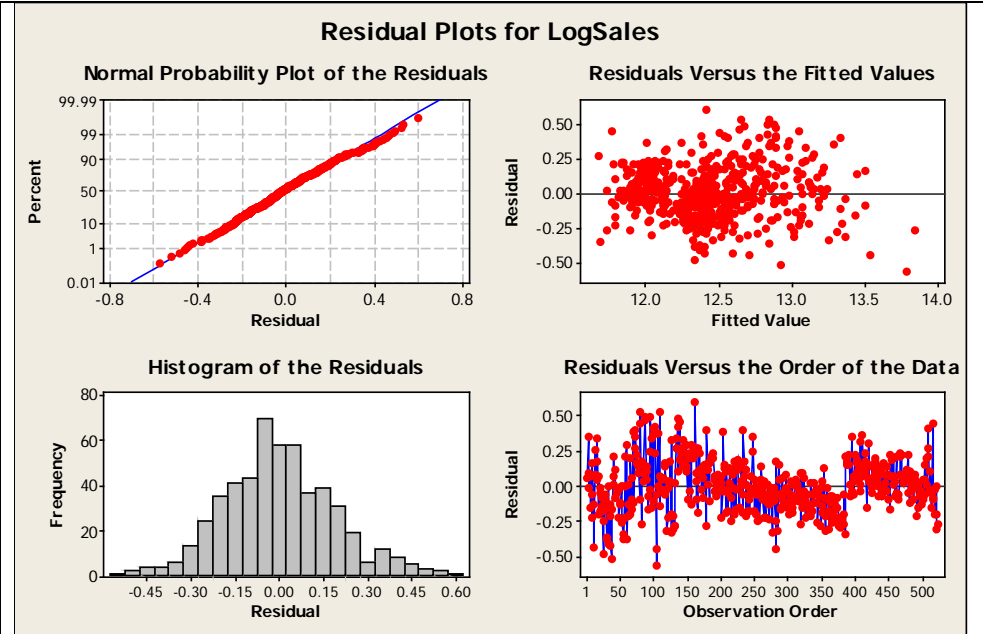 Residual Plots for LogSales
Normal Probability Plot of the Residuals
99.99
99
90
50
10
1
0.01
Percent
-0.8 -0.4 0.0 0.4 0.8
Residual
Residuals Versus the Fitted Values
0.50
0.25
0.00
-0.25
-0.50
Residual
12.0 12.5 13.0 13.5 14.0
Fitted Value
Histogram of the Residuals
80
60
40
20
0
Frequency
-0.45 -0.30 -0.15 0.00 0.15 0.30 0.45 0.60
Residual
Residuals Versus the Order of the Data
0.50
0.25
0.00
-0.25
-0.50
Residual
1 50 100 150 200 250 300 350 400 450 500
Observation Order